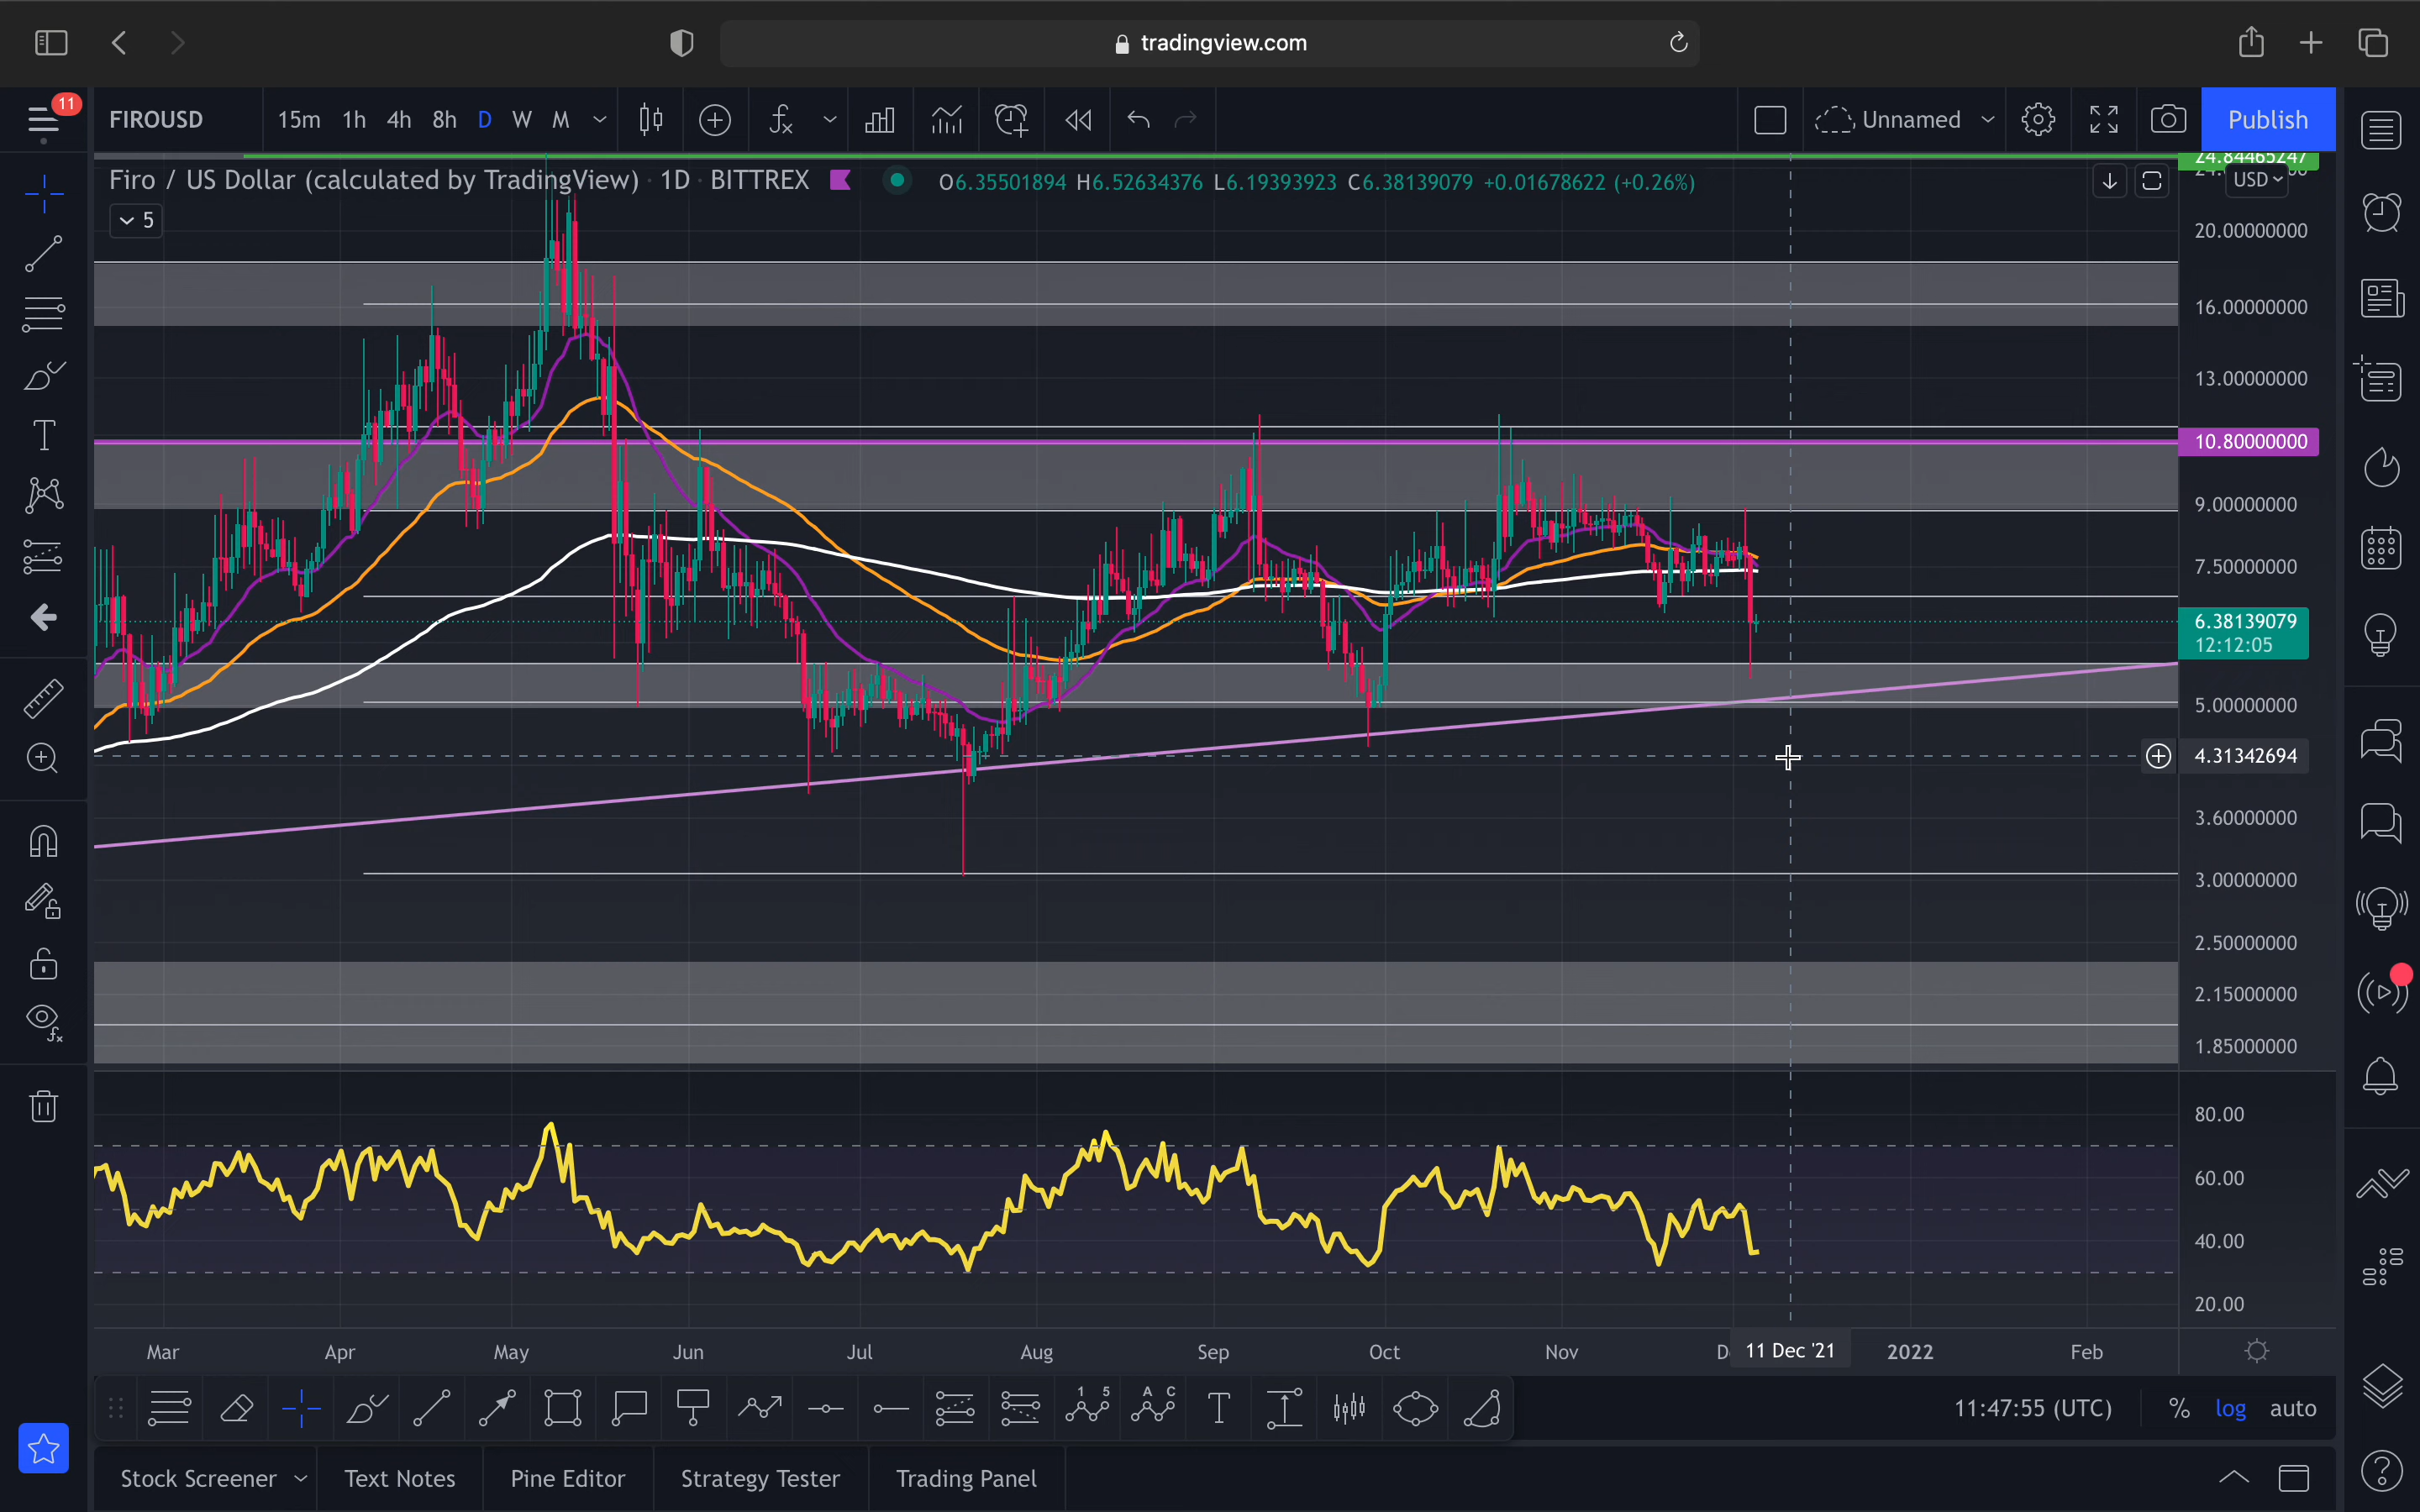 tradingview.com
11
FIROUSD 15m 1h 4h 8h D W M Unnamed Publish
24.84465247
Firo / US Dollar (calculated by TradingView) · 1D · BITTREX O6.35501894 H6.52634376 L6.19393923 C6.38139079 +0.01678622 (+0.26%)
USD
5
20.00000000
16.00000000
13.00000000
10.80000000
9.00000000
7.50000000
6.38139079
12:12:05
5.00000000
4.31342694
3.60000000
3.00000000
2.50000000
2.15000000
1.85000000
80.00
60.00
40.00
20.00
Mar Apr May Jun Jul Aug Sep Oct Nov 11 Dec '21 2022 Feb
1 5 A C
11:47:55 (UTC) % log auto
Stock Screener Text Notes Pine Editor Strategy Tester Trading Panel